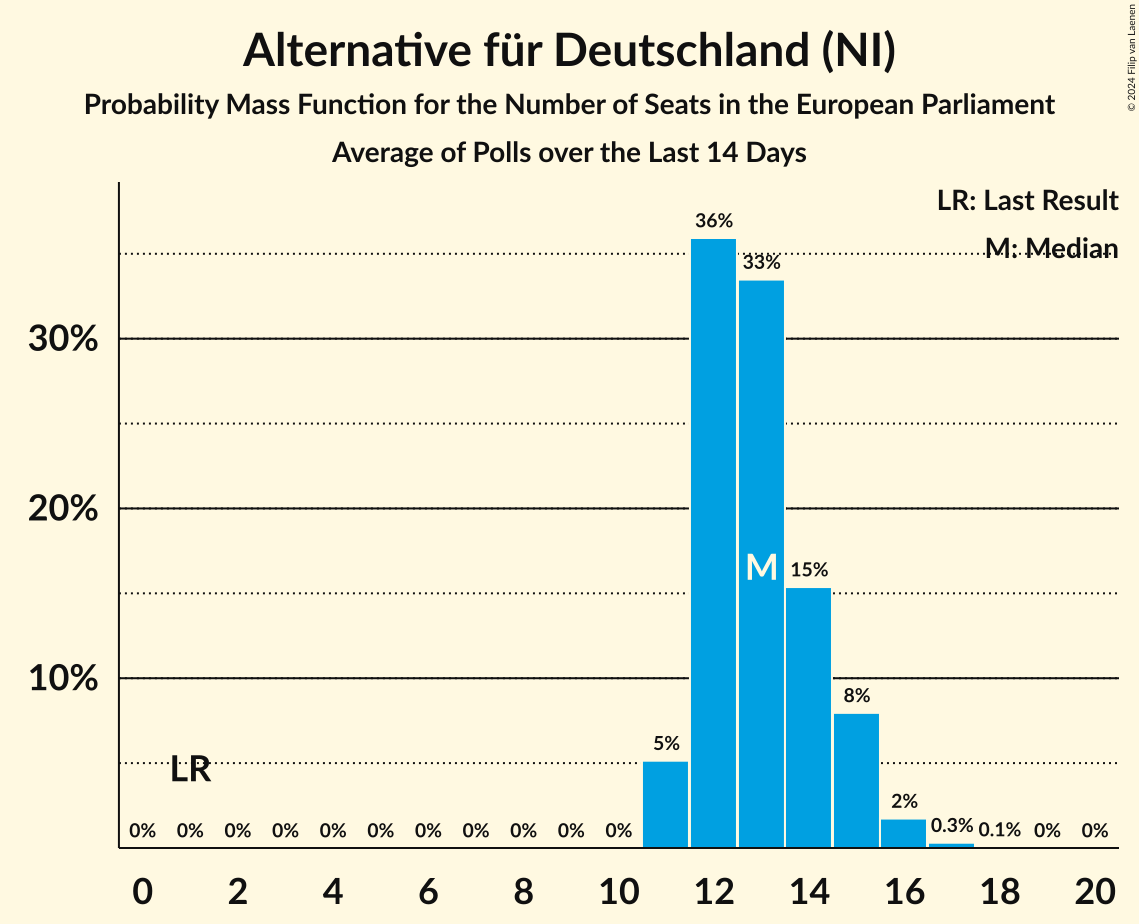 Alternative für Deutschland (NI)
Probability Mass Function for the Number of Seats in the European Parliament
Average of Polls over the Last 14 Days
© 2024 Filip van Laenen
LR: Last Result
M: Median
36%
33%
30%
20%
M
15%
10%
8%
5%
LR
2%
0% 0% 0% 0% 0% 0% 0% 0% 0% 0% 0% 0.3% 0.1% 0% 0%
0 2 4 6 8 10 12 14 16 18 20